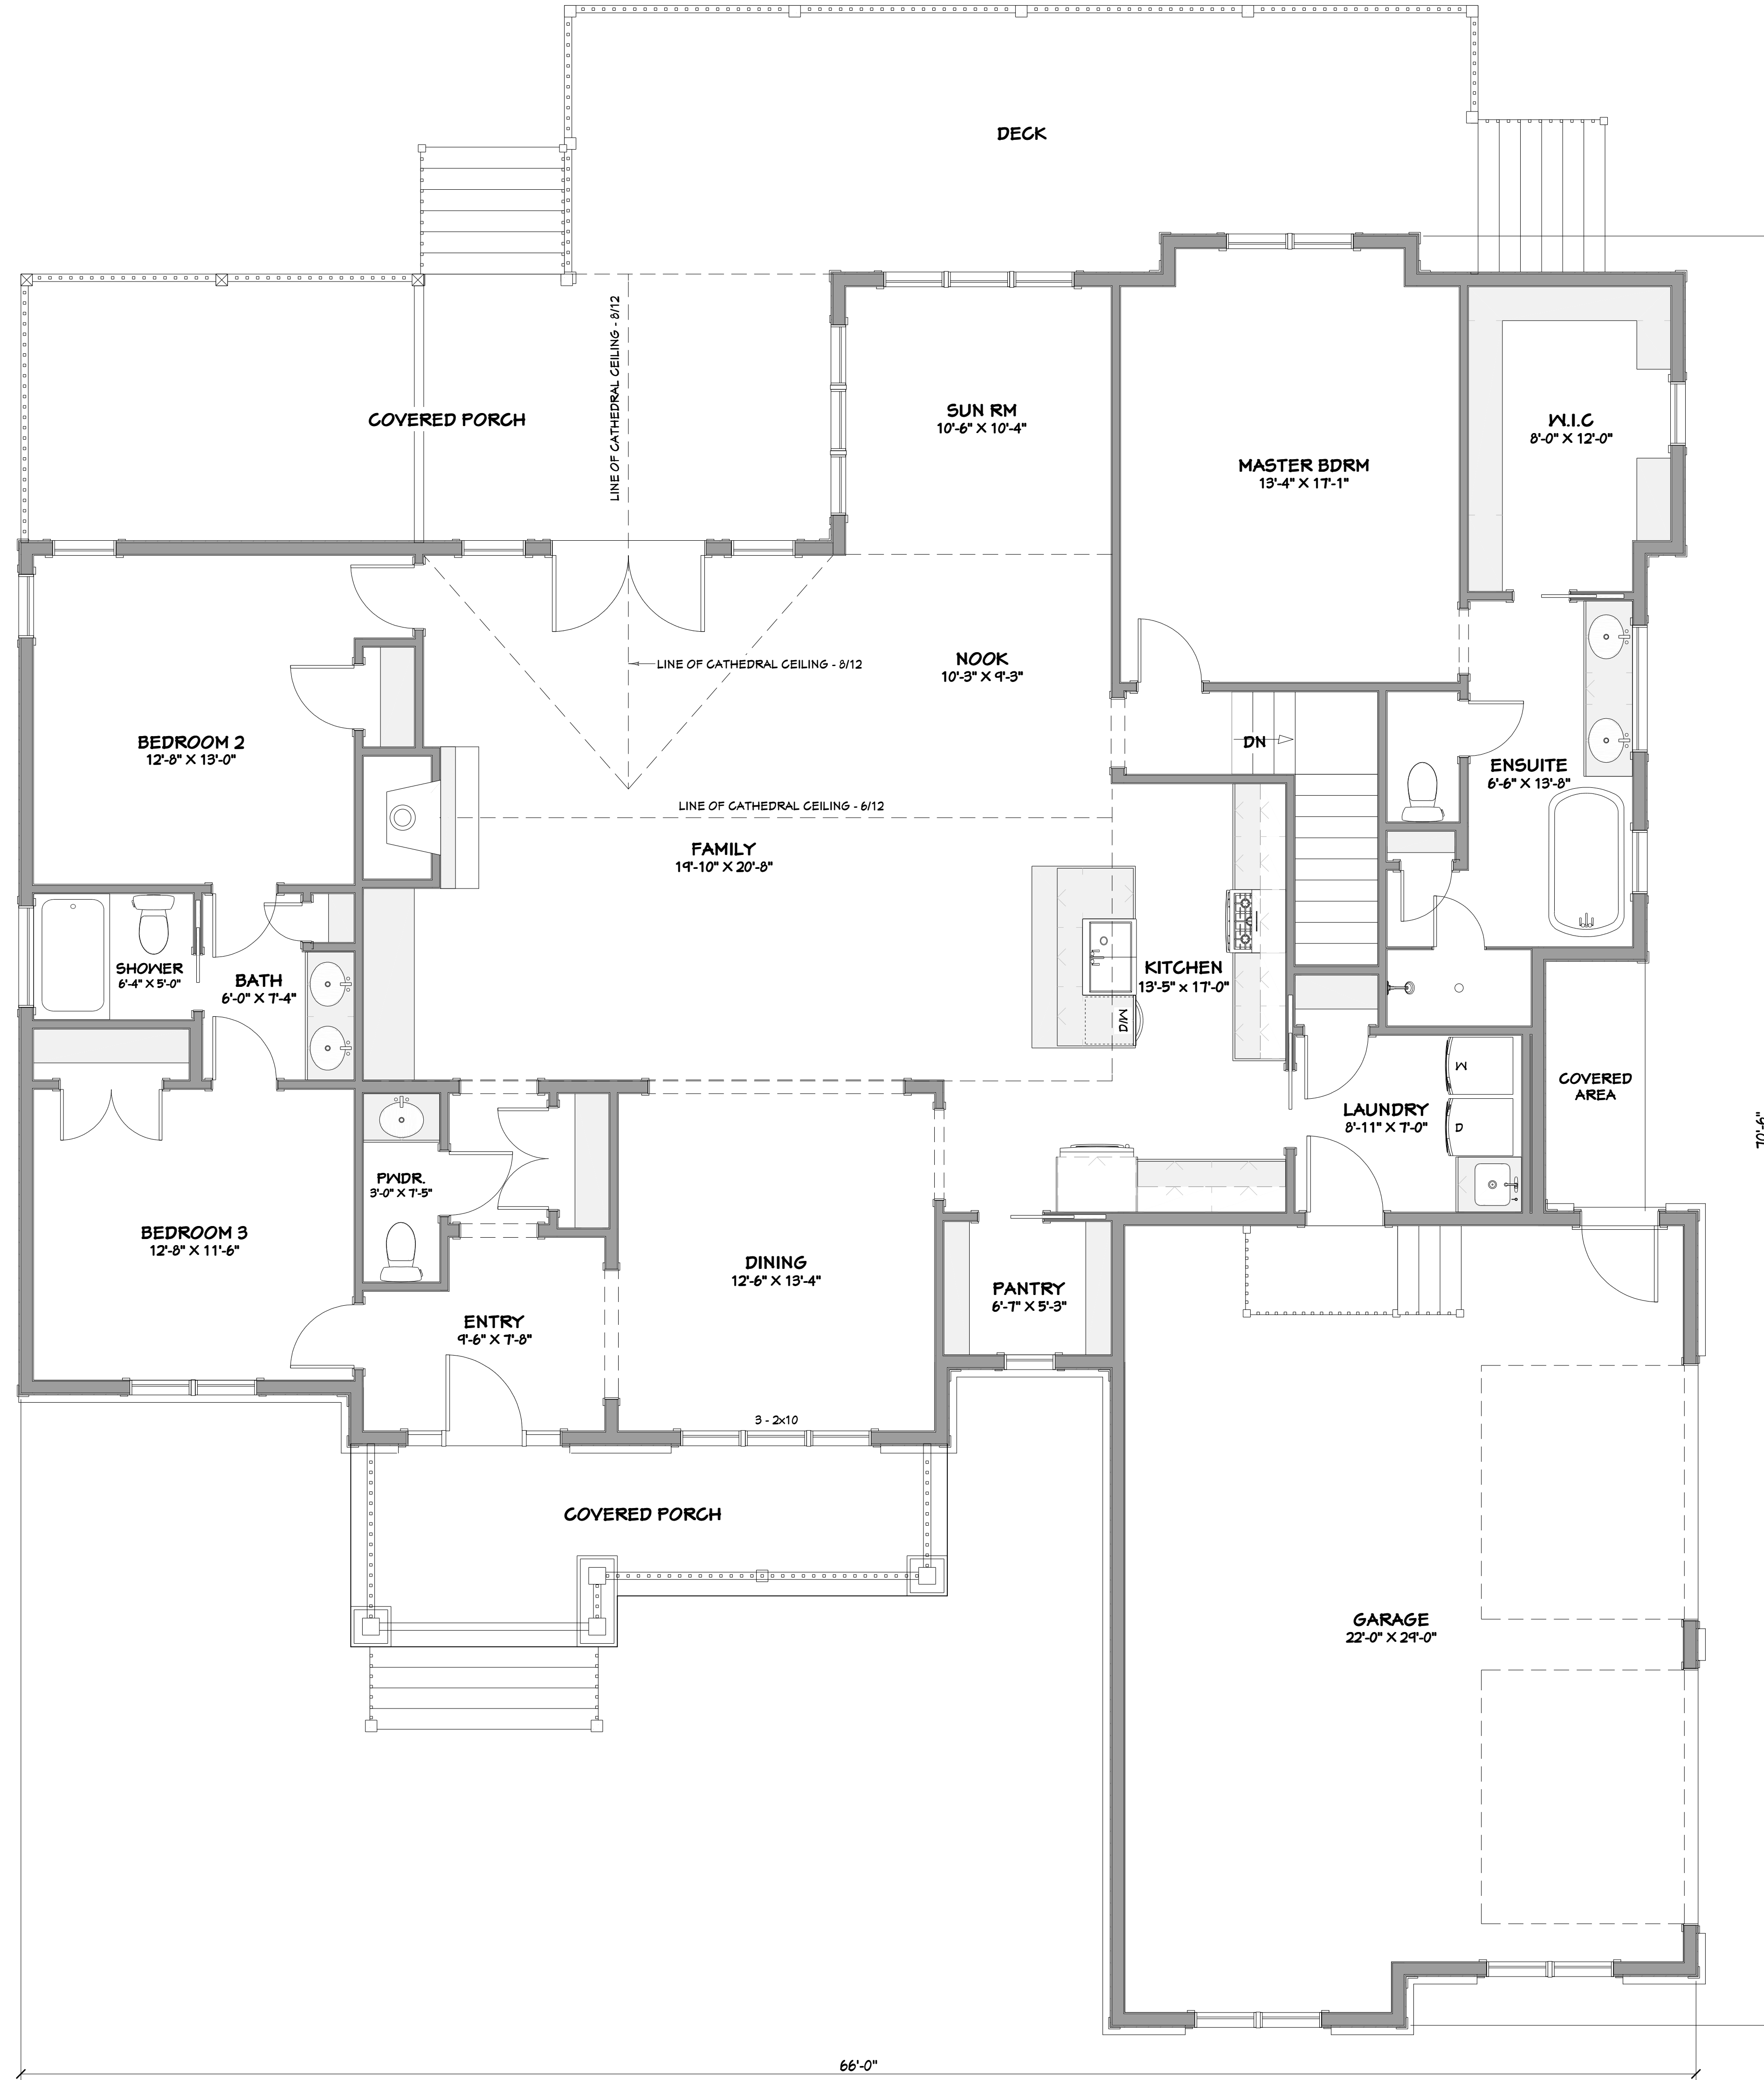 DECK
LINE OF CATHEDRAL CEILING - 8/12
COVERED PORCH
SUN RM
10'-6" X 10'-4"
W.I.C
8'-0" X 12'-0"
MASTER BDRM
13'-4" X 17'-1"
LINE OF CATHEDRAL CEILING - 8/12
NOOK
10'-3" X 9'-3"
BEDROOM 2
12'-8" X 13'-0"
DN
ENSUITE
6'-6" X 13'-8"
LINE OF CATHEDRAL CEILING - 6/12
FAMILY
19'-10" X 20'-8"
SHOWER
6'-4" X 5'-0"
BATH
6'-0" X 7'-4"
KITCHEN
13'-5" x 17'-0"
D/W
W
COVERED
AREA
LAUNDRY
8'-11" X 7'-0"
D
70'-6"
PWDR.
3'-0" X 7'-5"
BEDROOM 3
12'-8" X 11'-6"
DINING
12'-6" X 13'-4"
PANTRY
6'-7" X 5'-3"
ENTRY
9'-6" X 7'-8"
3 - 2x10
COVERED PORCH
GARAGE
22'-0" X 29'-0"
66'-0"